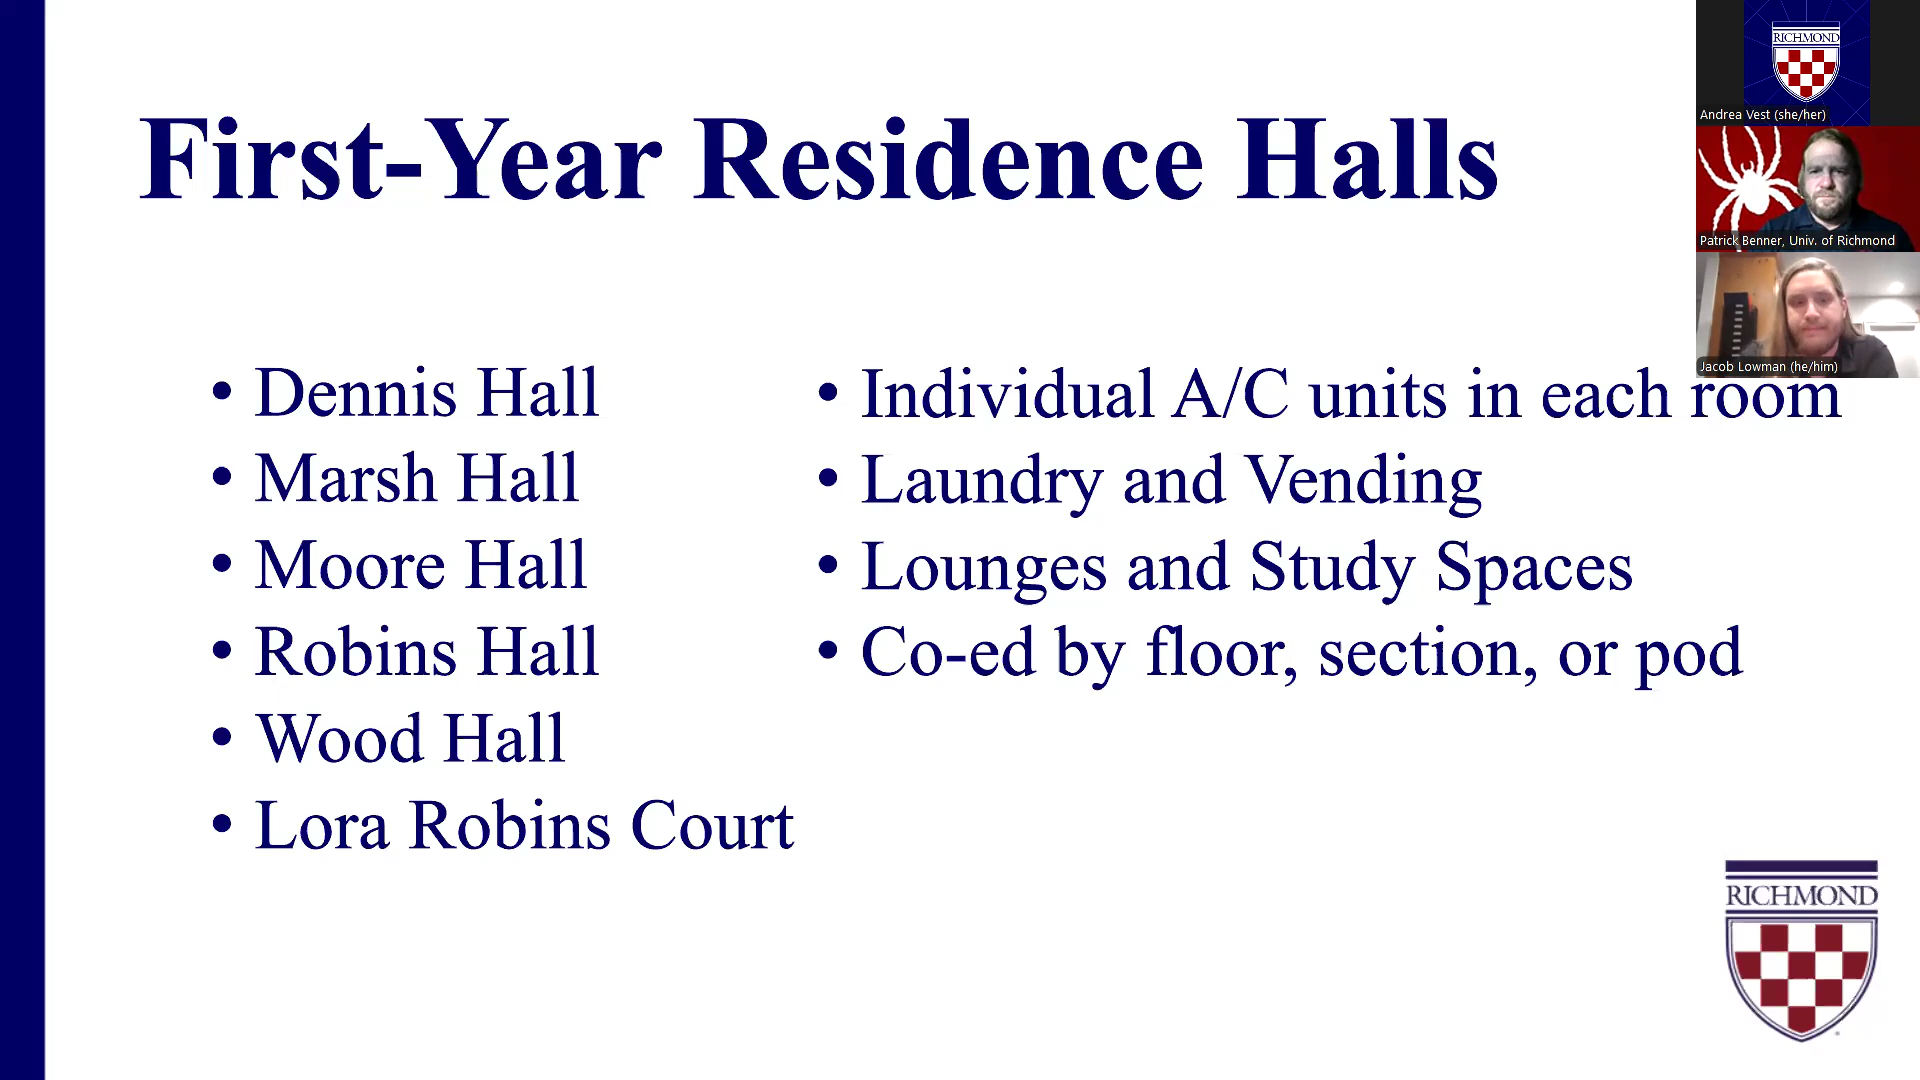 First-Year Residence Halls
• Dennis Hall
• Marsh Hall
• Moore Hall
• Robins Hall
• Wood Hall
• Lora Robins Court
• Individual A/C units in each room
• Laundry and Vending
• Lounges and Study Spaces
• Co-ed by floor, section, or pod
RICHMOND
Andrea Vest (she/her)
Patrick Benner, Univ. of Richmond
Jacob Lowman (he/him)
RICHMOND